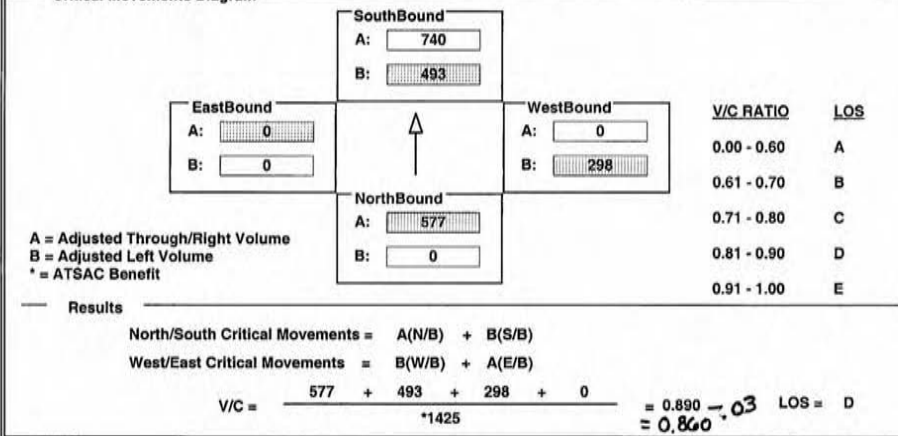 SouthBound
A: 740
B: 493
EastBound
A: 0
B: 0
WestBound
A: 0
B: 298
NorthBound
A: 577
B: 0
V/C RATIO LOS
0.00 - 0.60 A
0.61 - 0.70 B
0.71 - 0.80 C
0.81 - 0.90 D
0.91 - 1.00 E
A = Adjusted Through/Right Volume
B = Adjusted Left Volume
* = ATSAC Benefit
Results
North/South Critical Movements = A(N/B) + B(S/B)
West/East Critical Movements = B(W/B) + A(E/B)
V/C = 577 + 493 + 298 + 0
*1425
= 0.890 - .03 LOS = D
= 0.860